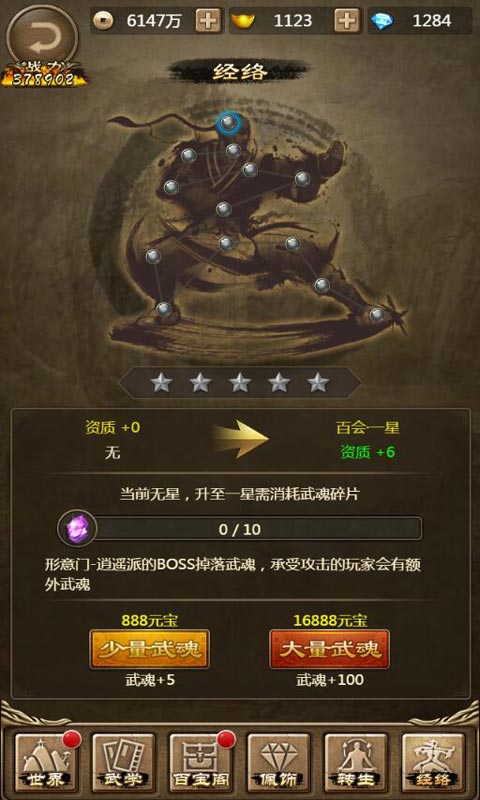 6147万
1123
1284
战力
378902
经络
资质 +0
百会一星
无
资质 +6
当前无星，升至一星需消耗武魂碎片
0 / 10
形意门-逍遥派的BOSS掉落武魂，承受攻击的玩家会有额
外武魂
888元宝
16888元宝
少量武魂
大量武魂
武魂+5
武魂+100
世界
武学
百宝阁
佩饰
转生
经络